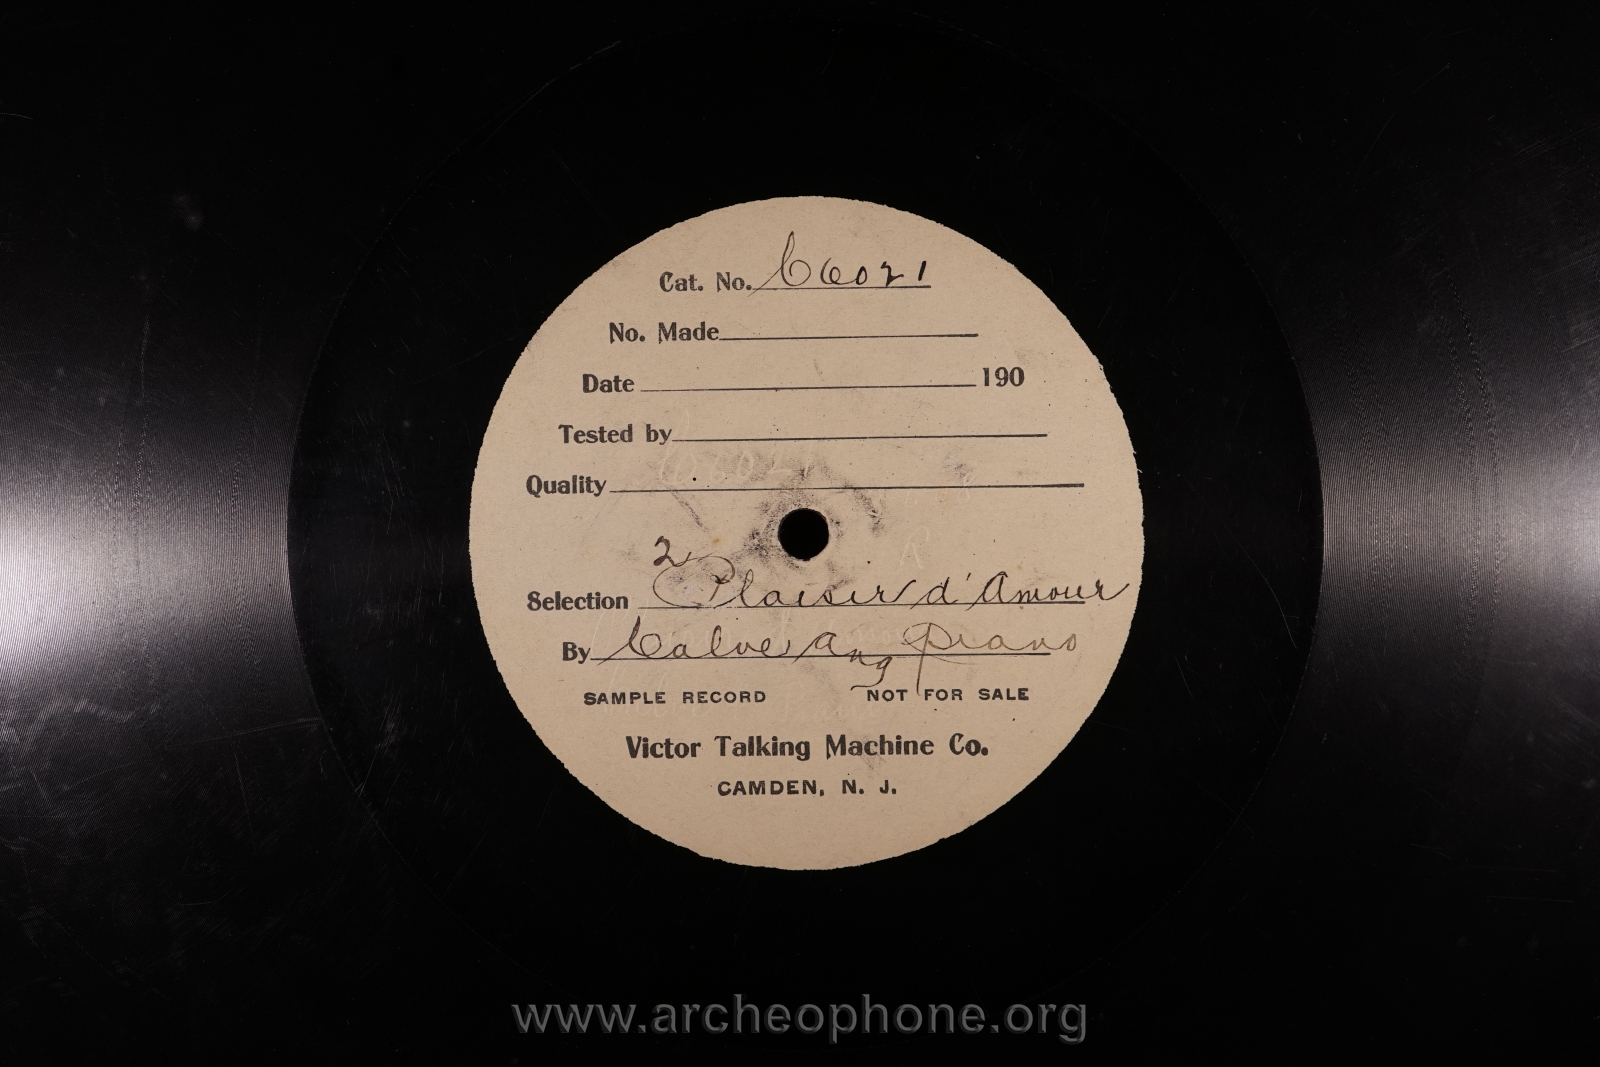 Cat. No. C6021
No. Made
Date 190
Tested by
Quality
2
Selection Plaisir d'Amour
By Calve Ang Piano
SAMPLE RECORD NOT FOR SALE
Victor Talking Machine Co.
CAMDEN, N. J.
www.archeophone.org